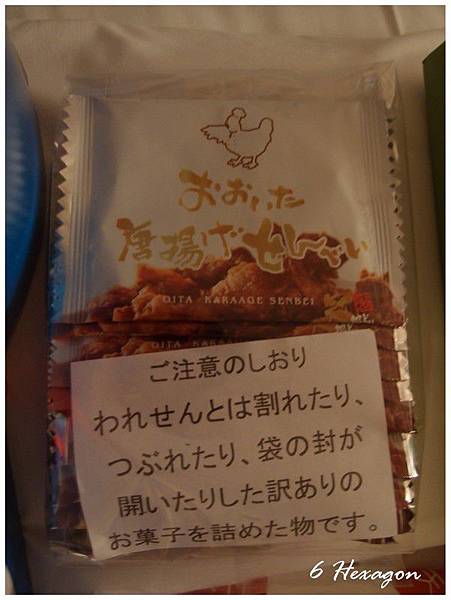 おおいた
唐揚げせんべい
OITA KARAAGE SENBEI
OITA KARAA
ご注意のしおり
われせんとは割れたり、
つぶれたり、袋の封が
開いたりした訳ありの
お菓子を詰めた物です。
6 Hexagon